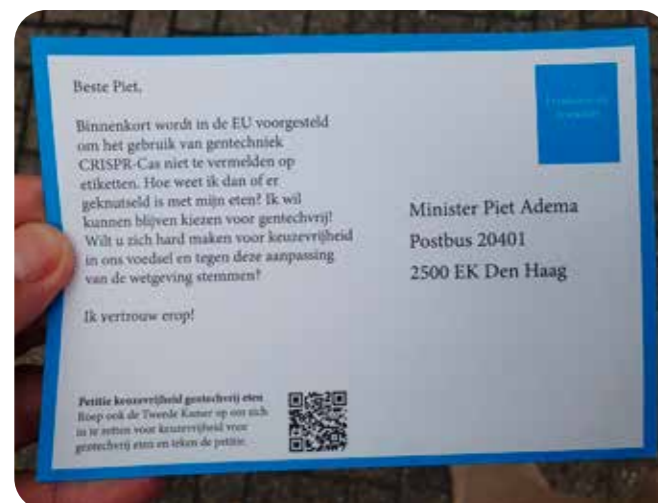 Beste Piet,
Binnenkort wordt in de EU voorgesteld
om het gebruik van gentechniek
CRISPR-Cas niet te vermelden op
etiketten. Hoe weet ik dan of er
geknutseld is met mijn eten? Ik wil
kunnen blijven kiezen voor gentechvrij!
Wilt u zich hard maken voor keuzevrijheid
in ons voedsel en tegen deze aanpassing
van de wetgeving stemmen?
Ik vertrouw erop!
Petitie keuzevrijheid gentechvrij eten
Roep ook de Tweede Kamer op om zich
in te zetten voor keuzevrijheid voor
gentechvrij eten en teken de petitie.
Minister Piet Adema
Postbus 20401
2500 EK Den Haag